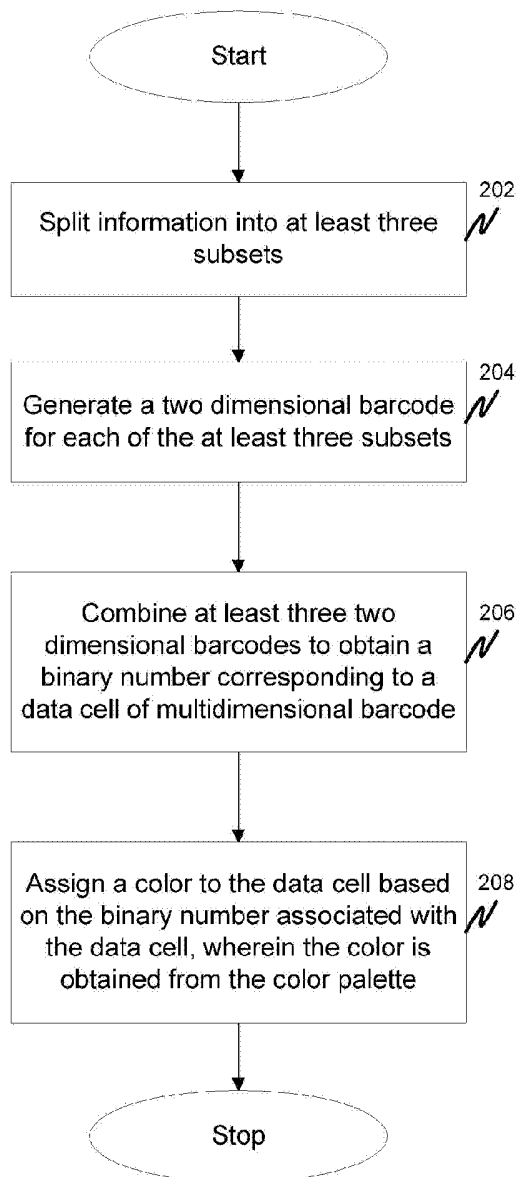 Start
202
Split information into at least three
subsets
204
Generate a two dimensional barcode
for each of the at least three subsets
206
Combine at least three two
dimensional barcodes to obtain a
binary number corresponding to a
data cell of multidimensional barcode
208
Assign a color to the data cell based
on the binary number associated with
the data cell, wherein the color is
obtained from the color palette
Stop